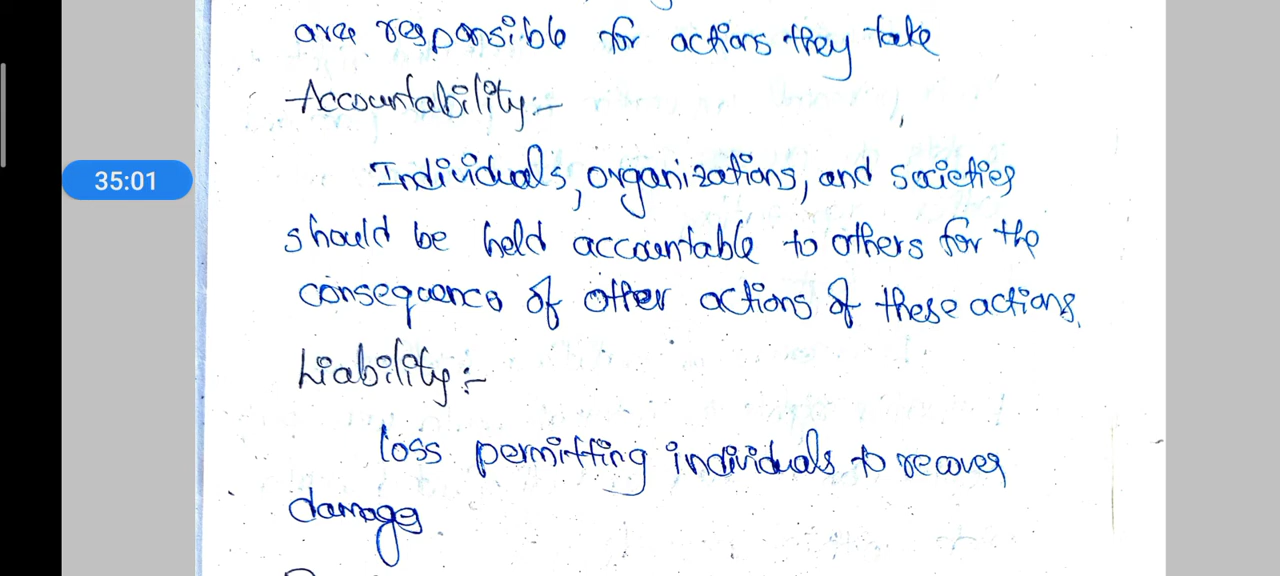 are responsible for actions they take
Accountability:-
35:01
Individuals, organizations, and societies
should be held accountable to others for the
consequence of other actions of these actions.
Liability:-
loss permitting individuals to recover
damage